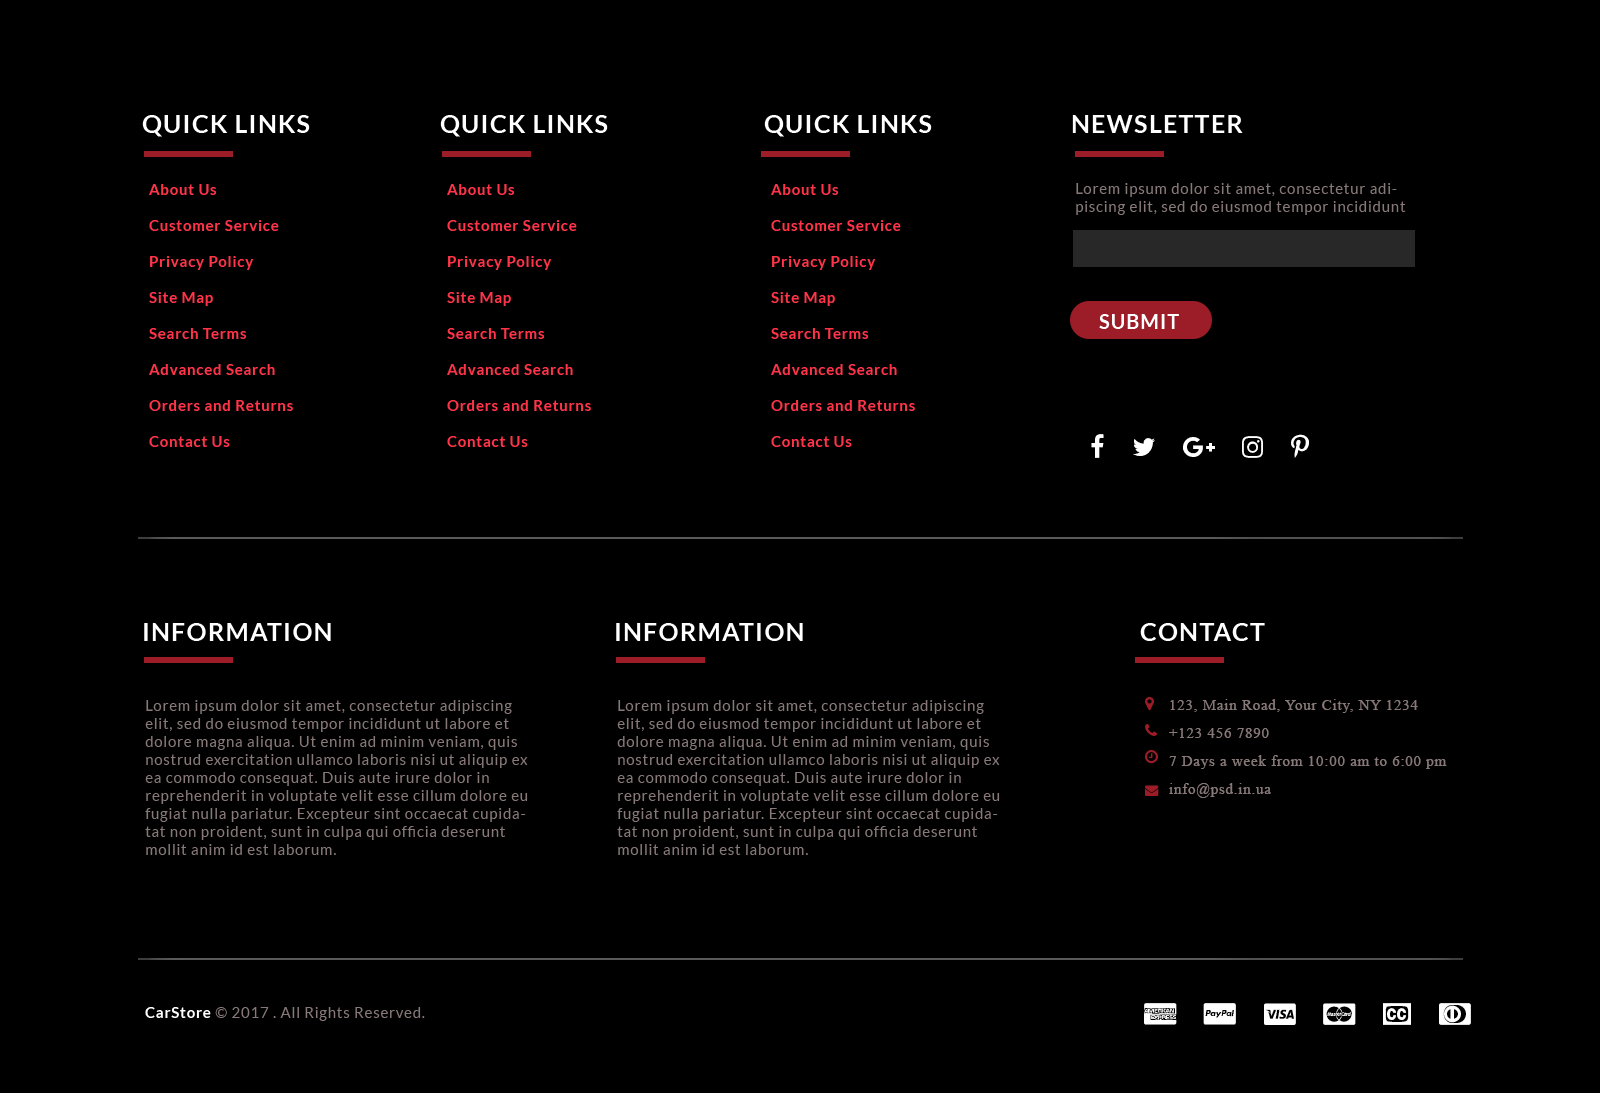 QUICK LINKS
About Us
Customer Service
Privacy Policy
Site Map
Search Terms
Advanced Search
Orders and Returns
Contact Us
QUICK LINKS
About Us
Customer Service
Privacy Policy
Site Map
Search Terms
Advanced Search
Orders and Returns
Contact Us
QUICK LINKS
About Us
Customer Service
Privacy Policy
Site Map
Search Terms
Advanced Search
Orders and Returns
Contact Us
NEWSLETTER
Lorem ipsum dolor sit amet, consectetur adi-
piscing elit, sed do eiusmod tempor incididunt
SUBMIT
INFORMATION
Lorem ipsum dolor sit amet, consectetur adipiscing
elit, sed do eiusmod tempor incididunt ut labore et
dolore magna aliqua. Ut enim ad minim veniam, quis
nostrud exercitation ullamco laboris nisi ut aliquip ex
ea commodo consequat. Duis aute irure dolor in
reprehenderit in voluptate velit esse cillum dolore eu
fugiat nulla pariatur. Excepteur sint occaecat cupida-
tat non proident, sunt in culpa qui officia deserunt
mollit anim id est laborum.
INFORMATION
Lorem ipsum dolor sit amet, consectetur adipiscing
elit, sed do eiusmod tempor incididunt ut labore et
dolore magna aliqua. Ut enim ad minim veniam, quis
nostrud exercitation ullamco laboris nisi ut aliquip ex
ea commodo consequat. Duis aute irure dolor in
reprehenderit in voluptate velit esse cillum dolore eu
fugiat nulla pariatur. Excepteur sint occaecat cupida-
tat non proident, sunt in culpa qui officia deserunt
mollit anim id est laborum.
CONTACT
123, Main Road, Your City, NY 1234
+123 456 7890
7 Days a week from 10:00 am to 6:00 pm
info@psd.in.ua
CarStore © 2017 . All Rights Reserved.
AMERICAN
EXPRESS
PayPal
VISA
MasterCard
CC